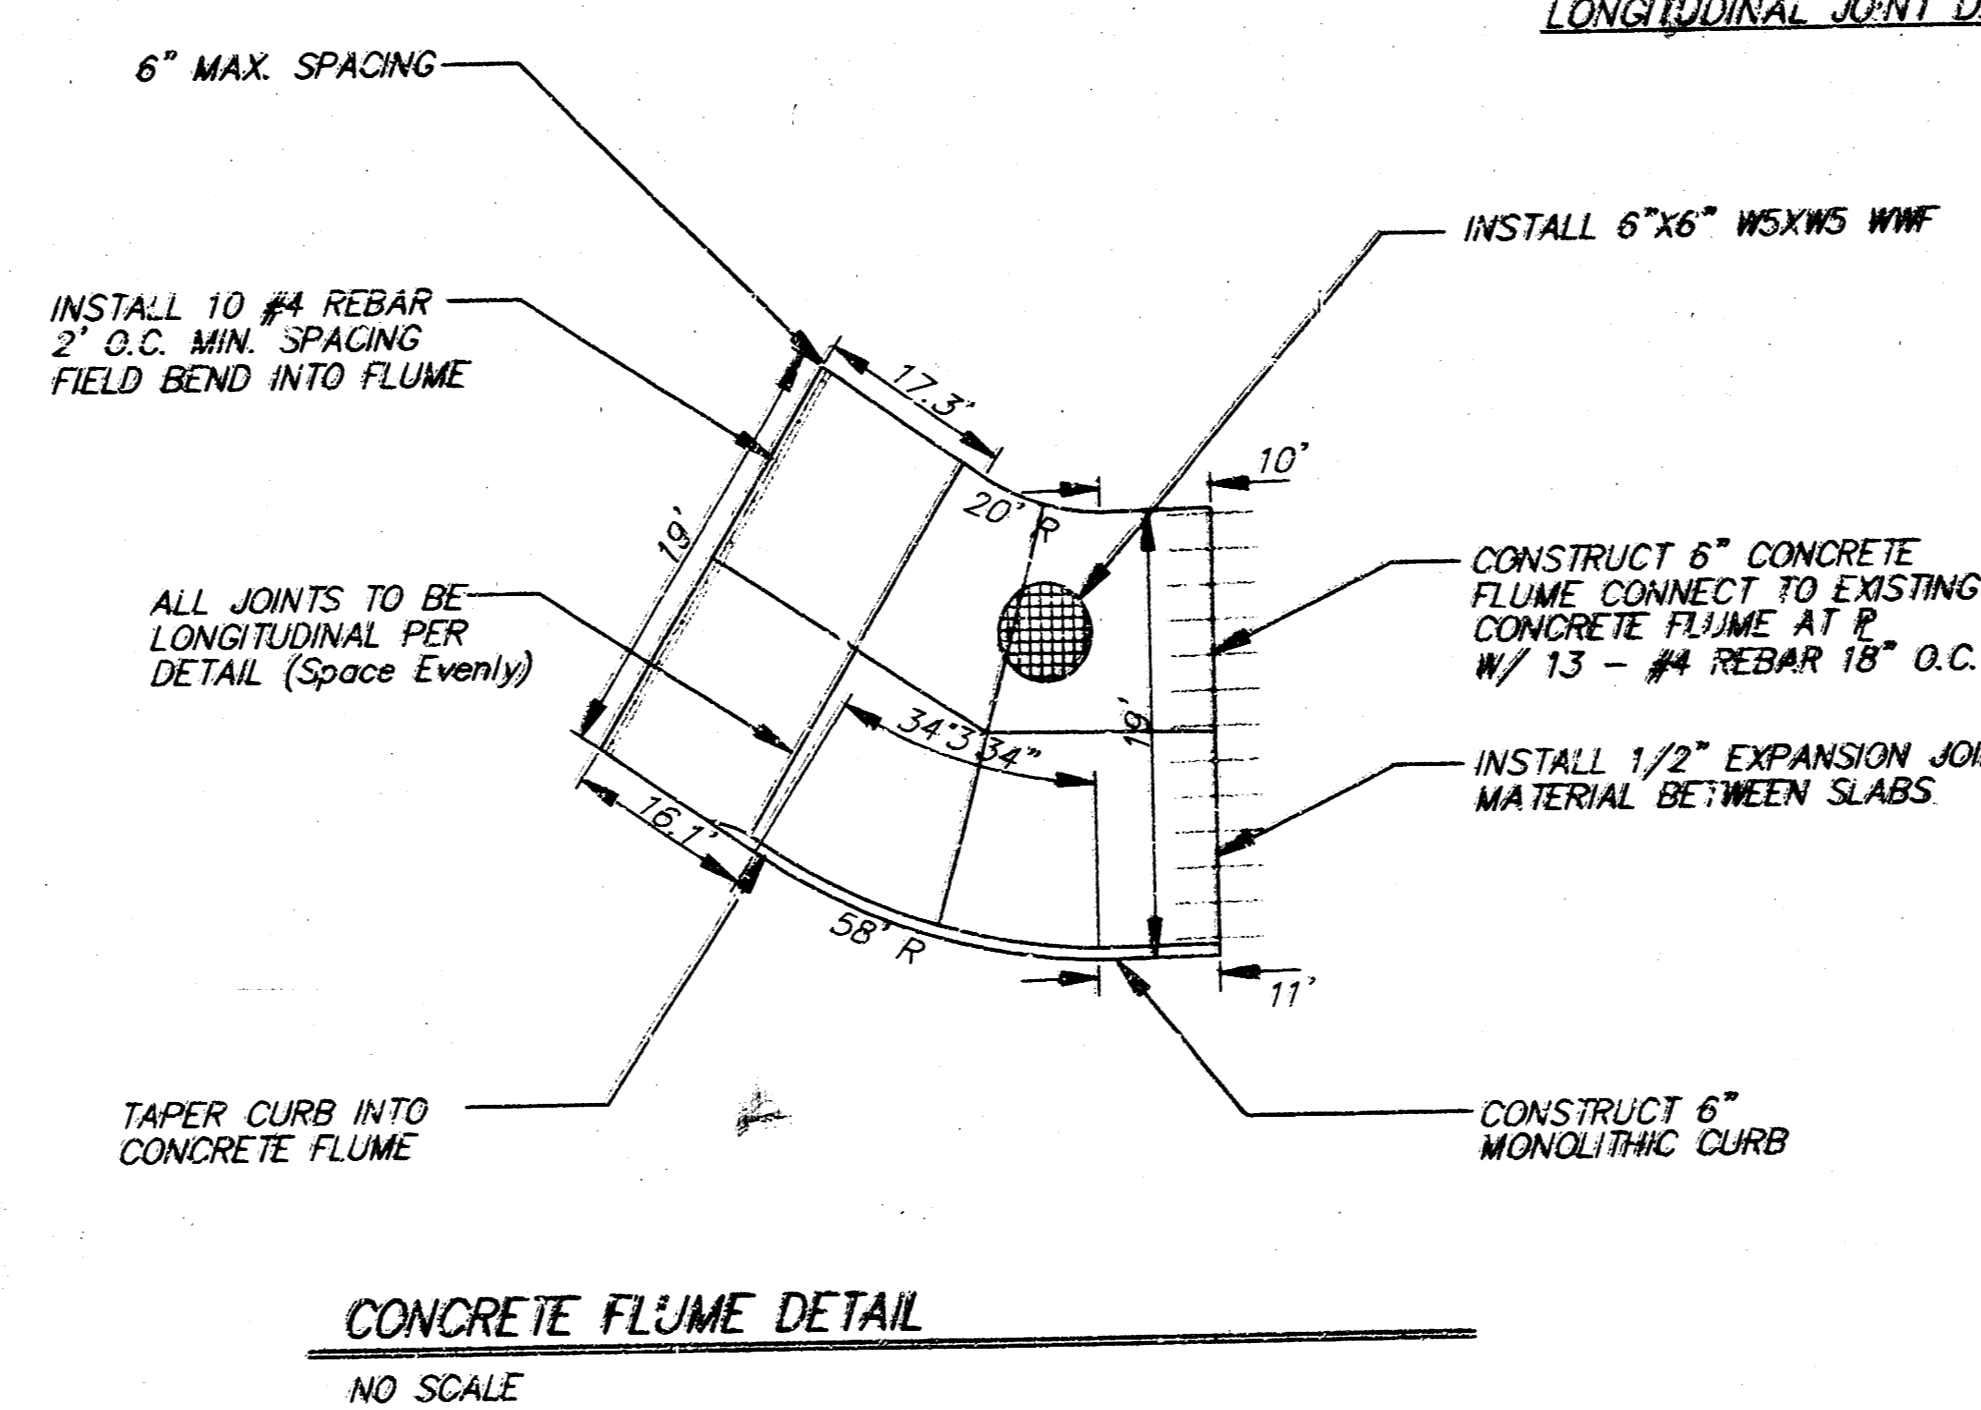 LONGITUDINAL JOINT
6" MAX. SPACING
INSTALL 6"X6" W5XW5 WWF
INSTALL 10 #4 REBAR
2' O.C. MIN. SPACING
FIELD BEND INTO FLUME
17.3'
10'
20' R
19'
CONSTRUCT 6" CONCRETE
FLUME CONNECT TO EXISTING
CONCRETE FLUME AT ⅊
W/ 13 - #4 REBAR 18" O.C.
ALL JOINTS TO BE
LONGITUDINAL PER
DETAIL (Space Evenly)
34°3'34"
19'
INSTALL 1/2" EXPANSION
MATERIAL BETWEEN SLABS
16.1'
58' R
11'
TAPER CURB INTO
CONCRETE FLUME
CONSTRUCT 6"
MONOLITHIC CURB
CONCRETE FLUME DETAIL
NO SCALE